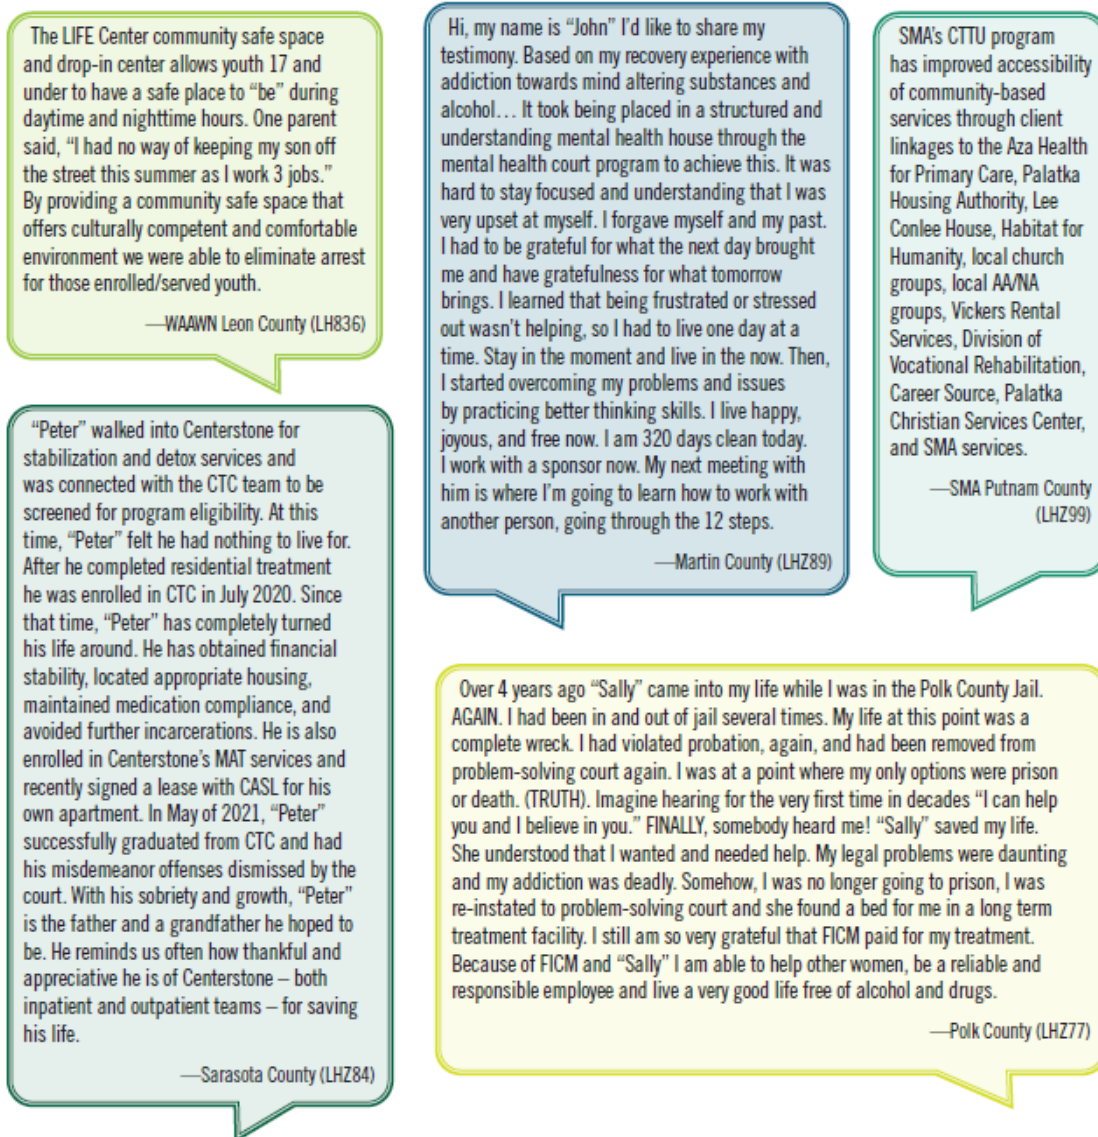 The LIFE Center community safe space
and drop-in center allows youth 17 and
under to have a safe place to “be” during
daytime and nighttime hours. One parent
said, “I had no way of keeping my son off
the street this summer as I work 3 jobs.”
By providing a community safe space that
offers culturally competent and comfortable
environment we were able to eliminate arrest
for those enrolled/served youth.
—WAAWN Leon County (LH836)
“Peter” walked into Centerstone for
stabilization and detox services and
was connected with the CTC team to be
screened for program eligibility. At this
time, “Peter” felt he had nothing to live for.
After he completed residential treatment
he was enrolled in CTC in July 2020. Since
that time, “Peter” has completely turned
his life around. He has obtained financial
stability, located appropriate housing,
maintained medication compliance, and
avoided further incarcerations. He is also
enrolled in Centerstone’s MAT services and
recently signed a lease with CASL for his
own apartment. In May of 2021, “Peter”
successfully graduated from CTC and had
his misdemeanor offenses dismissed by the
court. With his sobriety and growth, “Peter”
is the father and a grandfather he hoped to
be. He reminds us often how thankful and
appreciative he is of Centerstone – both
inpatient and outpatient teams – for saving
his life.
—Sarasota County (LHZ84)
Hi, my name is “John” I’d like to share my
testimony. Based on my recovery experience with
addiction towards mind altering substances and
alcohol… It took being placed in a structured and
understanding mental health house through the
mental health court program to achieve this. It was
hard to stay focused and understanding that I was
very upset at myself. I forgave myself and my past.
I had to be grateful for what the next day brought
me and have gratefulness for what tomorrow
brings. I learned that being frustrated or stressed
out wasn’t helping, so I had to live one day at a
time. Stay in the moment and live in the now. Then,
I started overcoming my problems and issues
by practicing better thinking skills. I live happy,
joyous, and free now. I am 320 days clean today.
I work with a sponsor now. My next meeting with
him is where I’m going to learn how to work with
another person, going through the 12 steps.
—Martin County (LHZ89)
SMA’s CTTU program
has improved accessibility
of community-based
services through client
linkages to the Aza Health
for Primary Care, Palatka
Housing Authority, Lee
Conlee House, Habitat for
Humanity, local church
groups, local AA/NA
groups, Vickers Rental
Services, Division of
Vocational Rehabilitation,
Career Source, Palatka
Christian Services Center,
and SMA services.
—SMA Putnam County
(LHZ99)
Over 4 years ago “Sally” came into my life while I was in the Polk County Jail.
AGAIN. I had been in and out of jail several times. My life at this point was a
complete wreck. I had violated probation, again, and had been removed from
problem-solving court again. I was at a point where my only options were prison
or death. (TRUTH). Imagine hearing for the very first time in decades “I can help
you and I believe in you.” FINALLY, somebody heard me! “Sally” saved my life.
She understood that I wanted and needed help. My legal problems were daunting
and my addiction was deadly. Somehow, I was no longer going to prison, I was
re-instated to problem-solving court and she found a bed for me in a long term
treatment facility. I still am so very grateful that FICM paid for my treatment.
Because of FICM and “Sally” I am able to help other women, be a reliable and
responsible employee and live a very good life free of alcohol and drugs.
—Polk County (LHZ77)